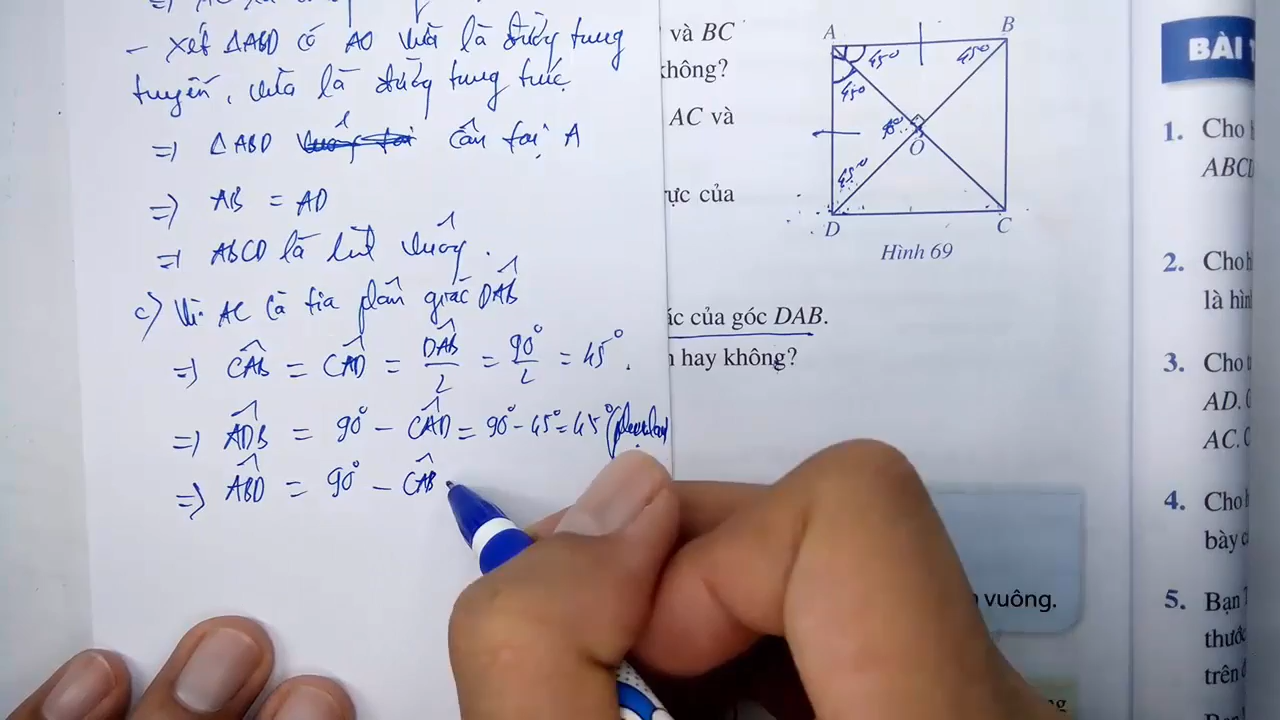 - Xét ΔABD có AO vừa là đường trung
tuyến, vừa là đường trung trực
=> ΔABD cân tại A
=> AB = AD
=> ABCD là hình vuông.
c) Vì AC là tia phân giác DAB
=> CAB = CAD = DAB/2 = 90°/2 = 45°.
=> ADB = 90° - CAD = 90° - 45° = 45°
=> ABD = 90° - CAB
và BC
không?
AC và
rực của
ác của góc DAB.
hay không?
vuông.
A
B
45°
45°
45°
90°
O
45°
D
C
Hình 69
BÀI
1. Cho
ABCD
2. Cho
là hìn
3. Cho
AD.
AC.
4. Cho
bày c
5. Bạn
thước
trên